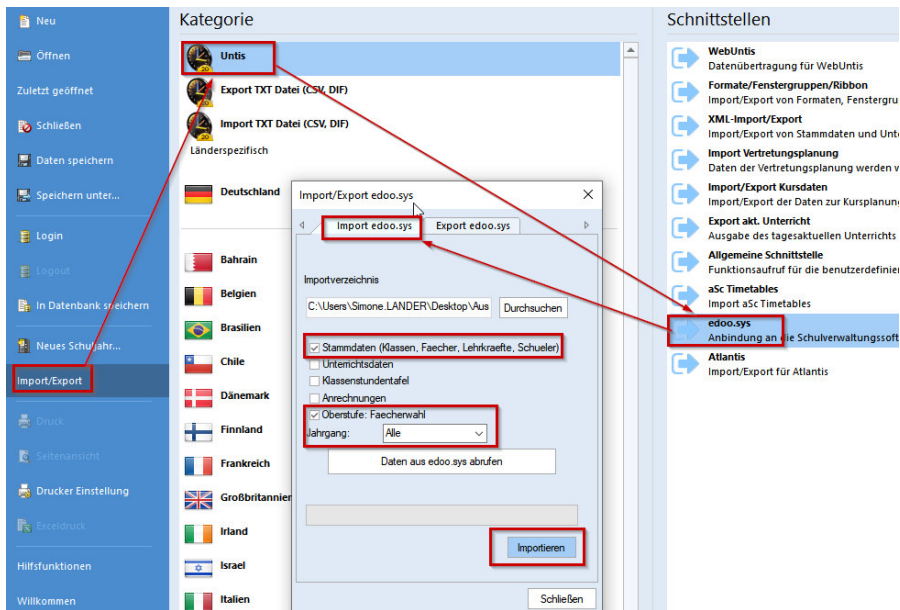 Neu
Öffnen
Zuletzt geöffnet
Schließen
Daten speichern
Speichern unter...
Login
Logout
In Datenbank speichern
Neues Schuljahr...
Import/Export
Druck
Seitenansicht
Drucker Einstellung
Exceldruck
Hilfsfunktionen
Willkommen
Kategorie
Untis
Export TXT Datei (CSV, DIF)
Import TXT Datei (CSV, DIF)
Länderspezifisch
Deutschland
Bahrain
Belgien
Brasilien
Chile
Dänemark
Finnland
Frankreich
Großbritannien
Irland
Israel
Italien
Import/Export edoo.sys
Import edoo.sys Export edoo.sys
Importverzeichnis
C:\Users\Simone.LANDER\Desktop\Aus Durchsuchen
Stammdaten (Klassen, Faecher, Lehrkraefte, Schueler)
Unterrichtsdaten
Klassenstundentafel
Anrechnungen
Oberstufe: Faecherwahl
Jahrgang: Alle
Daten aus edoo.sys abrufen
Importieren
Schließen
Schnittstellen
WebUntis
Datenübertragung für WebUntis
Formate/Fenstergruppen/Ribbon
Import/Export von Formaten, Fenstergru
XML-Import/Export
Import/Export von Stammdaten und Unte
Import Vertretungsplanung
Daten der Vertretungsplanung werden v
Import/Export Kursdaten
Import/Export der Daten zur Kursplanung
Export akt. Unterricht
Ausgabe des tagesaktuellen Unterrichts
Allgemeine Schnittstelle
Funktionsaufruf für die benutzerdefinier
aSc Timetables
Import aSc Timetables
edoo.sys
Anbindung an die Schulverwaltungssoft
Atlantis
Import/Export für Atlantis